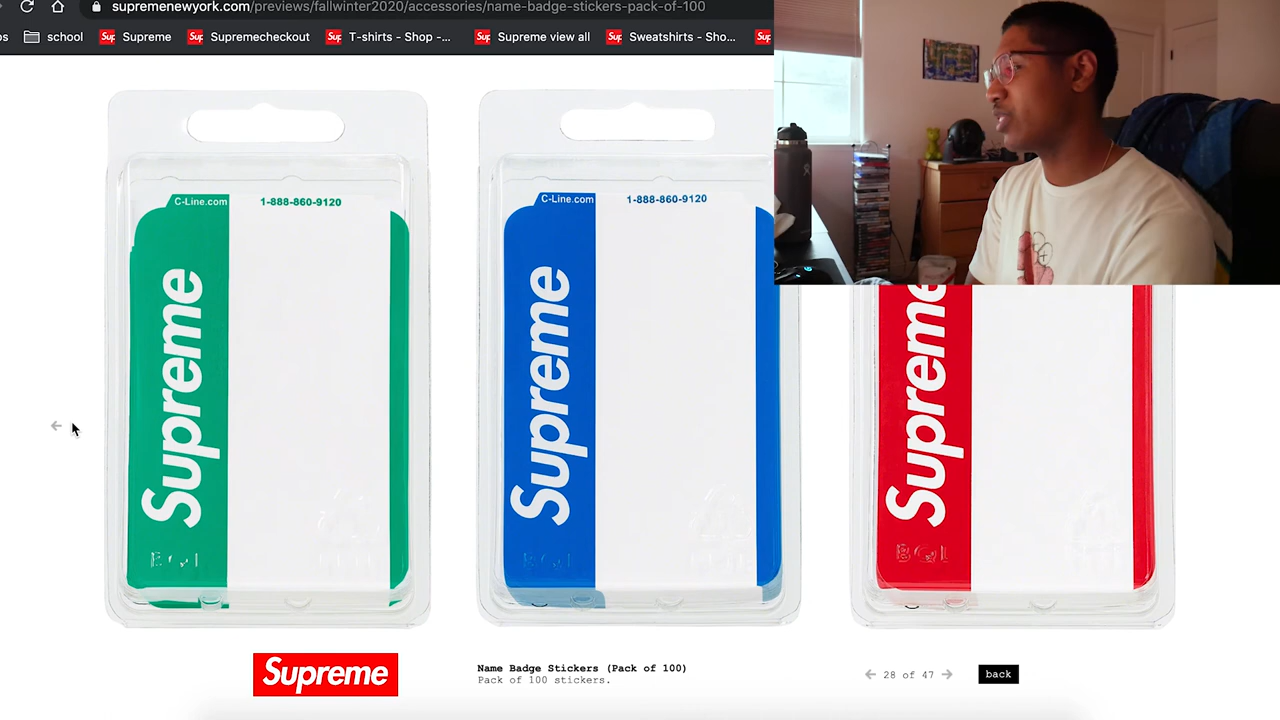 supremenewyork.com/previews/fallwinter2020/accessories/name-badge-stickers-pack-of-100
school
Supreme
Supremecheckout
T-shirts - Shop -...
Supreme view all
Sweatshirts - Sho...
C-Line.com
1-888-860-9120
C-Line.com
1-888-860-9120
Supreme
Supreme
Supreme
BQL
Supreme
Name Badge Stickers (Pack of 100)
Pack of 100 stickers.
28 of 47
back